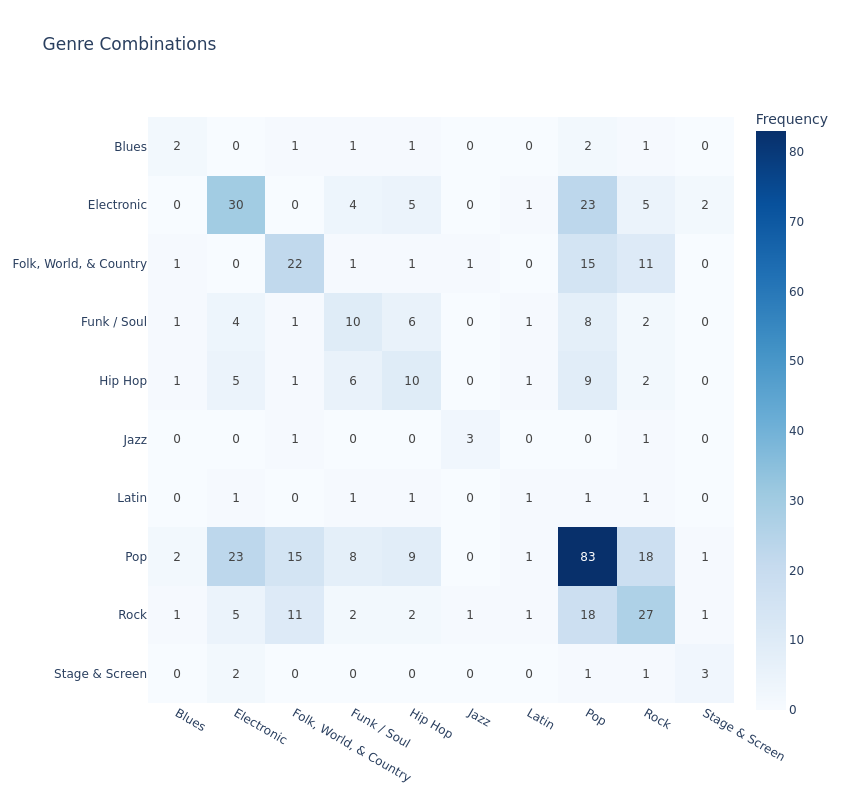 Genre Combinations
Frequency
Blues 2 0 1 1 1 0 0 2 1 0
Electronic 0 30 0 4 5 0 1 23 5 2
Folk, World, & Country 1 0 22 1 1 1 0 15 11 0
Funk / Soul 1 4 1 10 6 0 1 8 2 0
Hip Hop 1 5 1 6 10 0 1 9 2 0
Jazz 0 0 1 0 0 3 0 0 1 0
Latin 0 1 0 1 1 0 1 1 1 0
Pop 2 23 15 8 9 0 1 83 18 1
Rock 1 5 11 2 2 1 1 18 27 1
Stage & Screen 0 2 0 0 0 0 0 1 1 3
Blues
Electronic
Folk, World, & Country
Funk / Soul
Hip Hop
Jazz
Latin
Pop
Rock
Stage & Screen
80
70
60
50
40
30
20
10
0